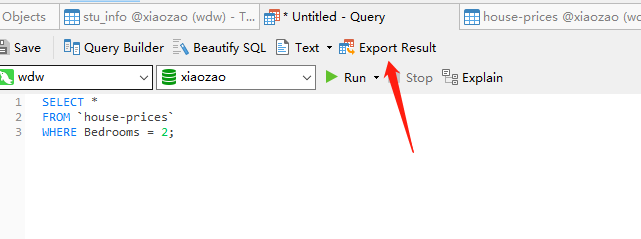 Objects stu_info @xiaozao (wdw) - T... * Untitled - Query house-prices @xiaozao (wdw
Save Query Builder Beautify SQL Text Export Result
wdw xiaozao Run Stop Explain
1 SELECT *
2 FROM `house-prices`
3 WHERE Bedrooms = 2;